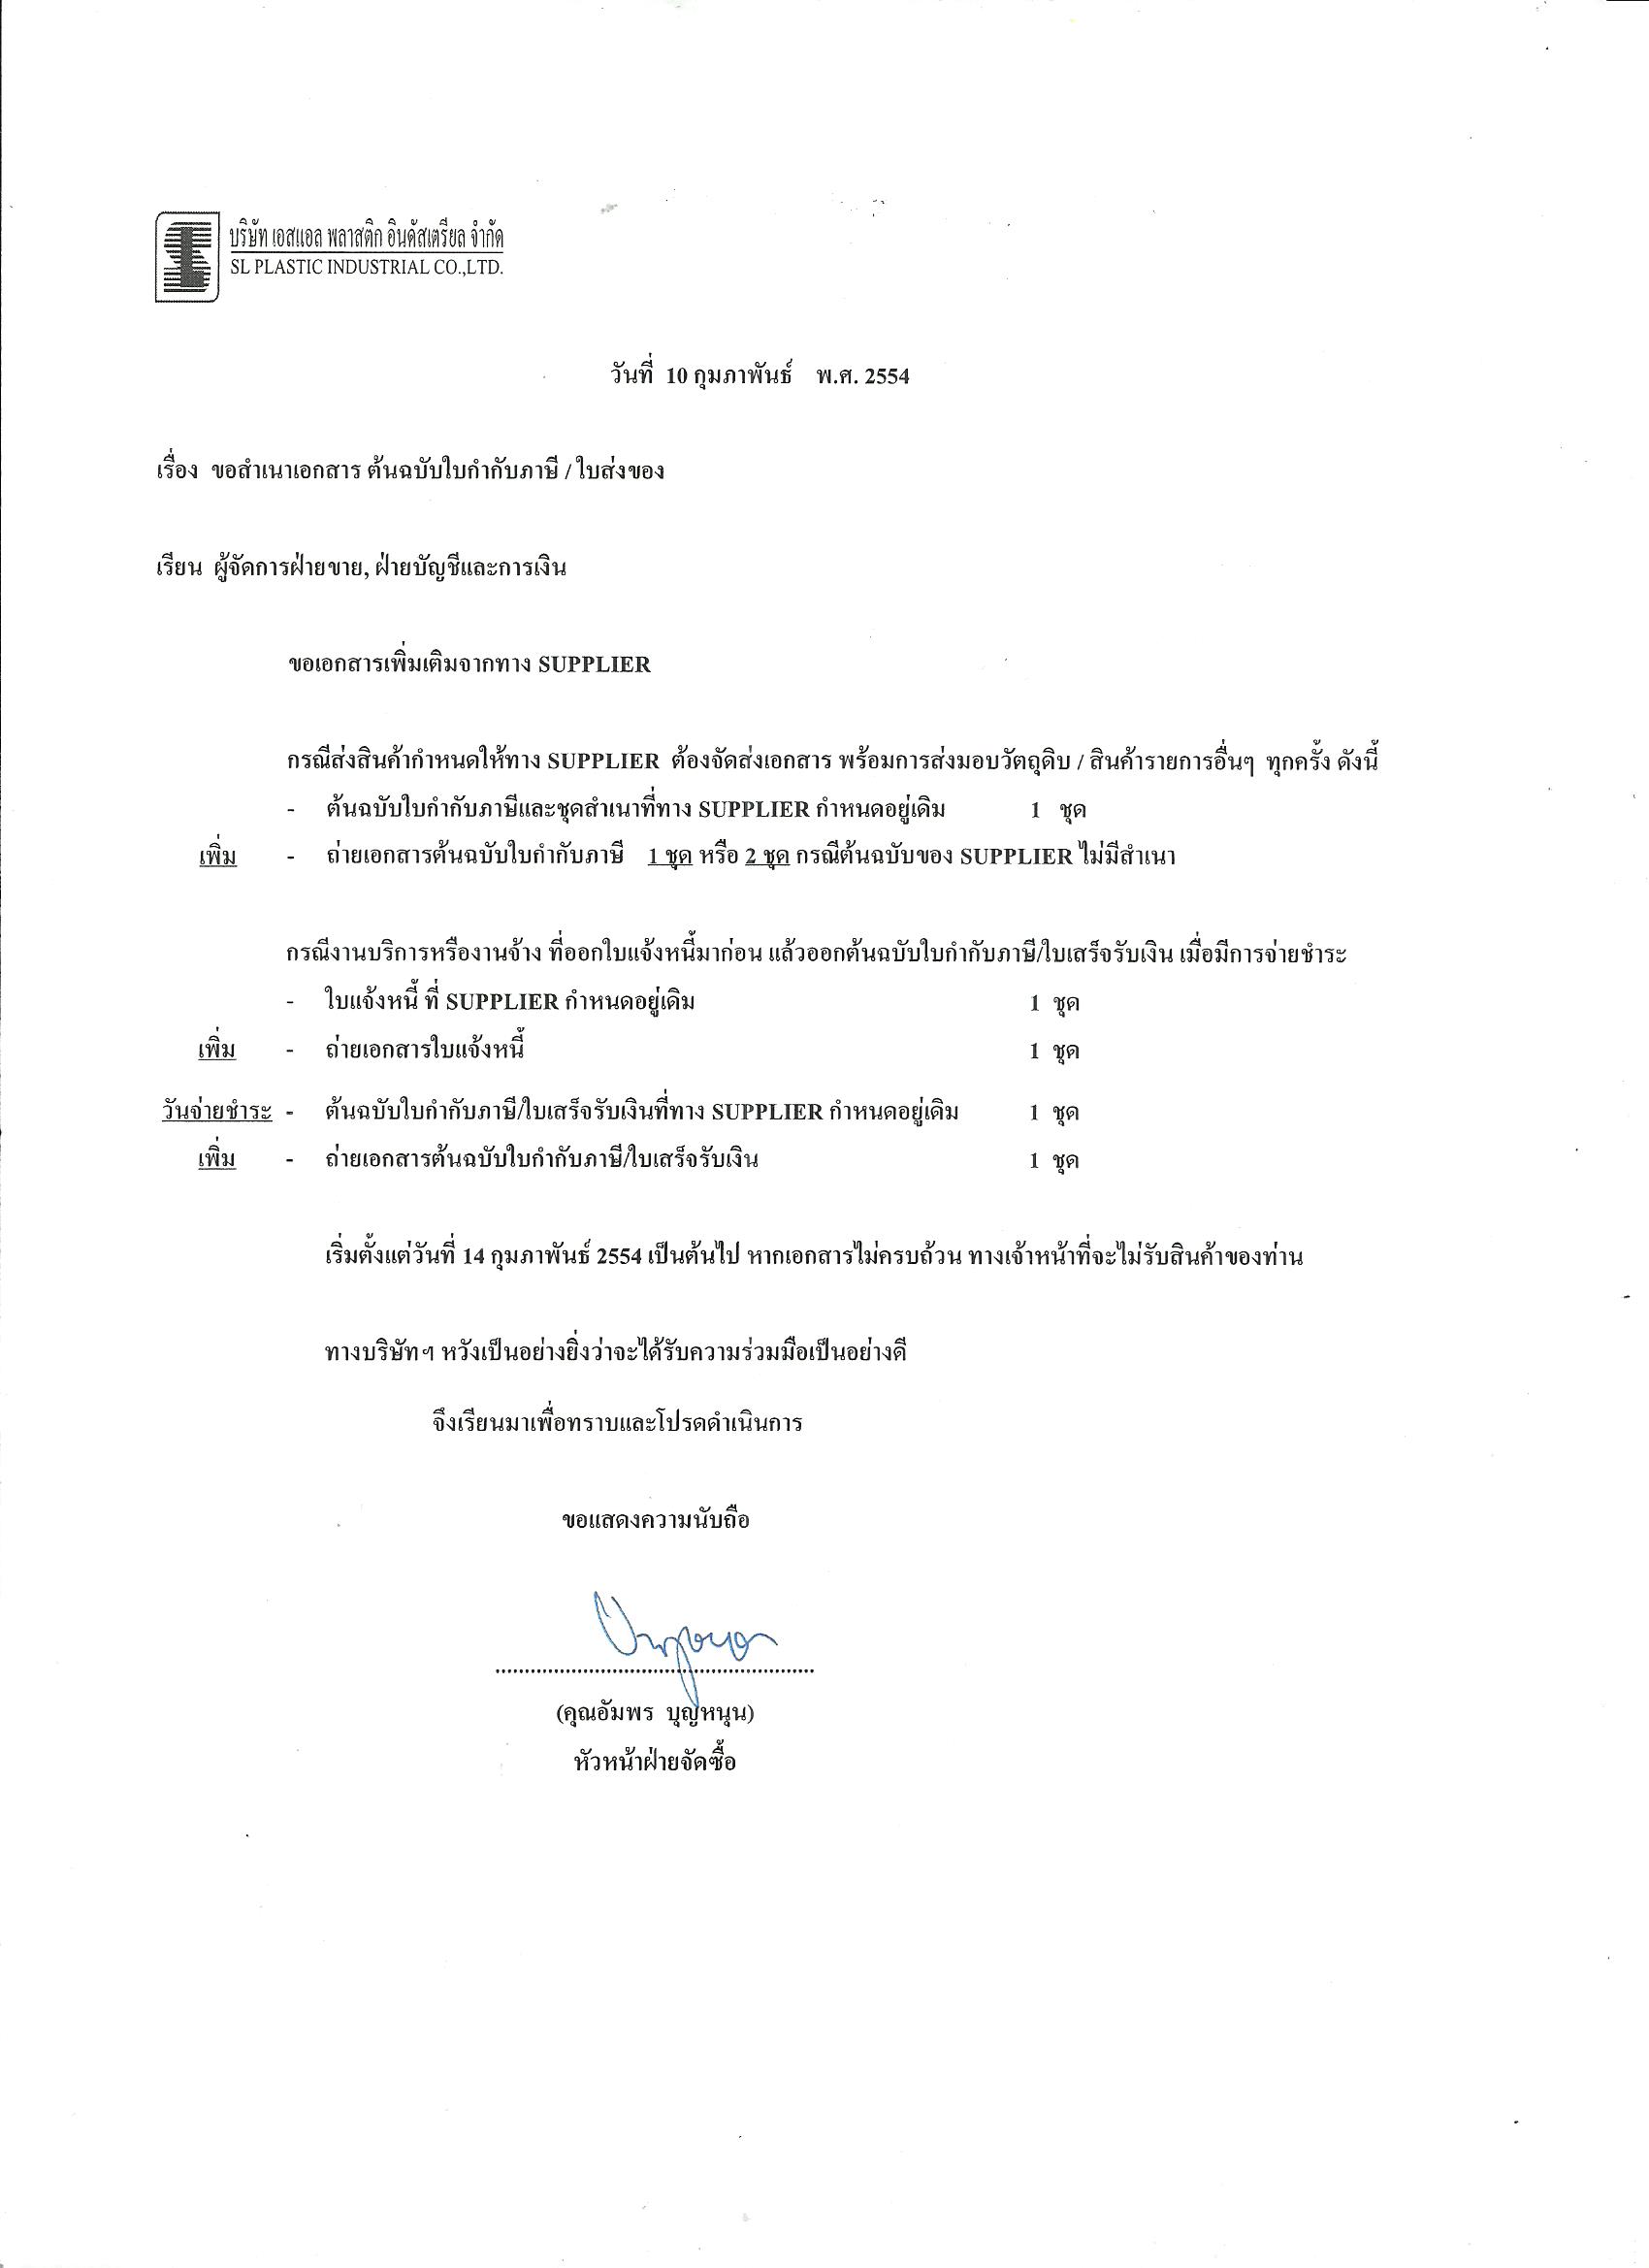 บริษัท เอสแอล พลาสติก อินดัสเตรียล จำกัด
SL PLASTIC INDUSTRIAL CO.,LTD.
วันที่ 10 กุมภาพันธ์ พ.ศ. 2554
เรื่อง ขอสำเนาเอกสาร ต้นฉบับใบกำกับภาษี / ใบส่งของ
เรียน ผู้จัดการฝ่ายขาย, ฝ่ายบัญชีและการเงิน
ขอเอกสารเพิ่มเติมจากทาง SUPPLIER
กรณีส่งสินค้ากำหนดให้ทาง SUPPLIER ต้องจัดส่งเอกสาร พร้อมการส่งมอบวัตถุดิบ / สินค้ารายการอื่นๆ ทุกครั้ง ดังนี้
- ต้นฉบับใบกำกับภาษีและชุดสำเนาที่ทาง SUPPLIER กำหนดอยู่เดิม 1 ชุด
เพิ่ม - ถ่ายเอกสารต้นฉบับใบกำกับภาษี 1 ชุด หรือ 2 ชุด กรณีต้นฉบับของ SUPPLIER ไม่มีสำเนา
กรณีงานบริการหรืองานจ้าง ที่ออกใบแจ้งหนี้มาก่อน แล้วออกต้นฉบับใบกำกับภาษี/ใบเสร็จรับเงิน เมื่อมีการจ่ายชำระ
- ใบแจ้งหนี้ ที่ SUPPLIER กำหนดอยู่เดิม 1 ชุด
เพิ่ม - ถ่ายเอกสารใบแจ้งหนี้ 1 ชุด
วันจ่ายชำระ - ต้นฉบับใบกำกับภาษี/ใบเสร็จรับเงินที่ทาง SUPPLIER กำหนดอยู่เดิม 1 ชุด
เพิ่ม - ถ่ายเอกสารต้นฉบับใบกำกับภาษี/ใบเสร็จรับเงิน 1 ชุด
เริ่มตั้งแต่วันที่ 14 กุมภาพันธ์ 2554 เป็นต้นไป หากเอกสารไม่ครบถ้วน ทางเจ้าหน้าที่จะไม่รับสินค้าของท่าน
ทางบริษัทฯ หวังเป็นอย่างยิ่งว่าจะได้รับความร่วมมือเป็นอย่างดี
จึงเรียนมาเพื่อทราบและโปรดดำเนินการ
ขอแสดงความนับถือ
(คุณอัมพร บุญหนุน)
หัวหน้าฝ่ายจัดซื้อ